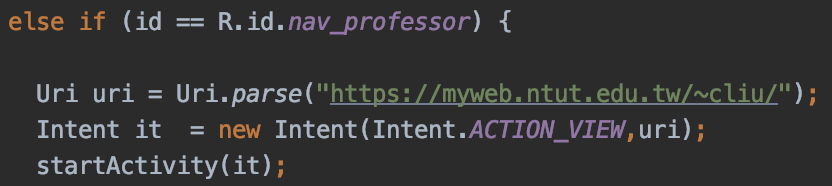 else if (id == R.id.nav_professor) {
Uri uri = Uri.parse("https://myweb.ntut.edu.tw/~cliu/");
Intent it  = new Intent(Intent.ACTION_VIEW,uri);
startActivity(it);